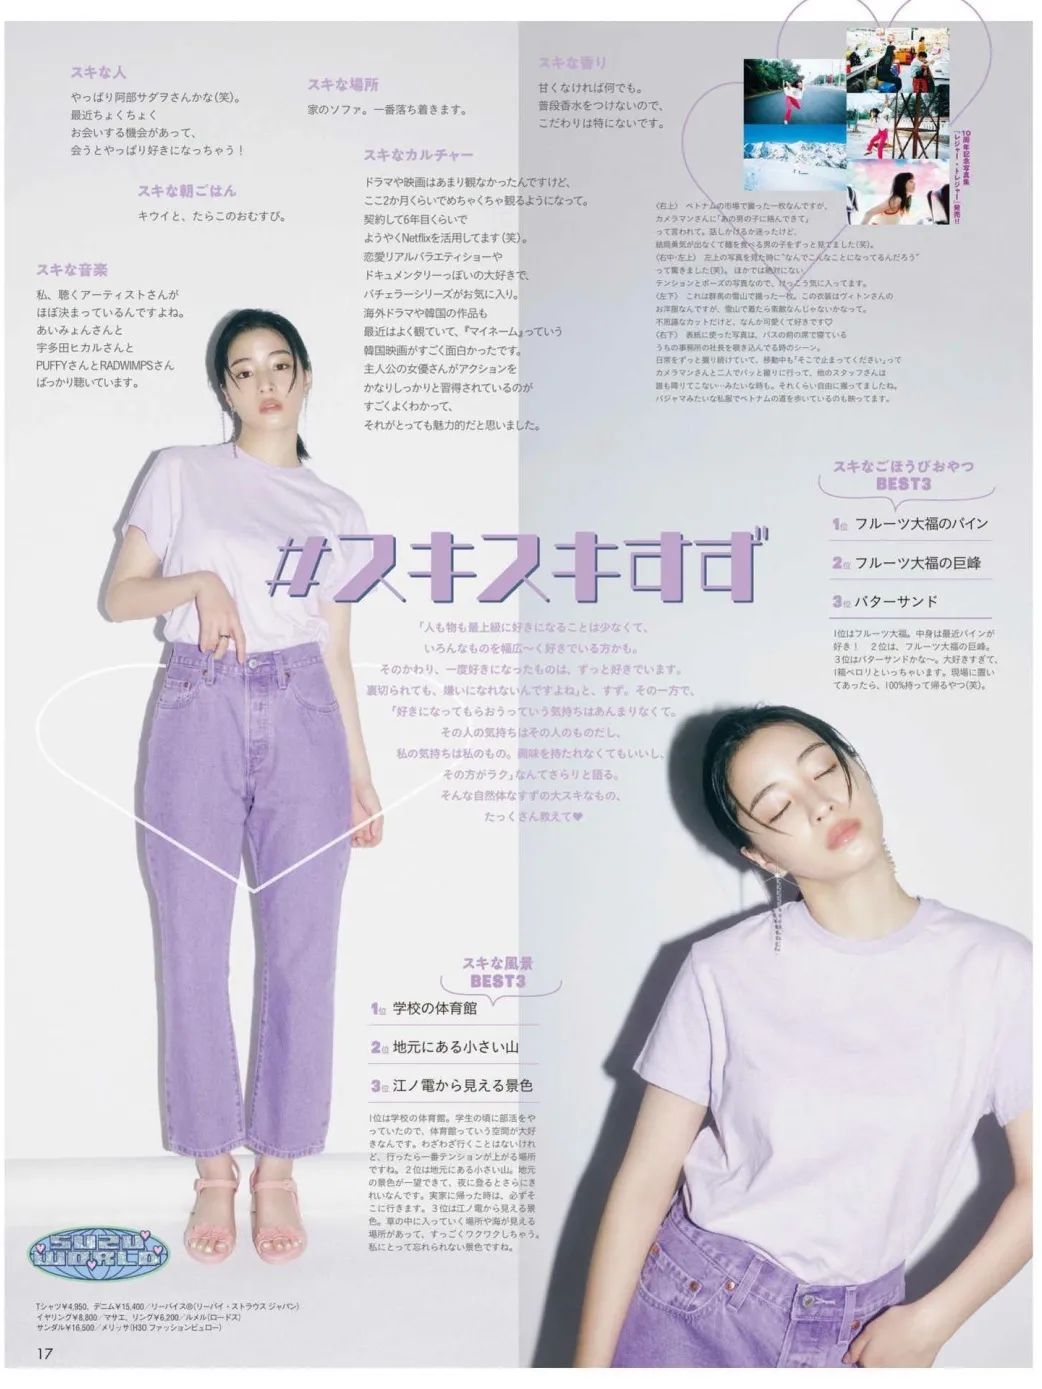 スキな人
やっぱり阿部サダヲさんかな(笑)。
最近ちょくちょく
お会いする機会があって、
会うとやっぱり好きになっちゃう！
スキな場所
家のソファ。一番落ち着きます。
スキな香り
甘くなければ何でも。
普段香水をつけないので、
こだわりは特にないです。
スキな朝ごはん
キウイと、たらこのおむすび。
スキなカルチャー
ドラマや映画はあまり観なかったんですけど、
ここ2か月くらいでめちゃくちゃ観るようになって。
契約して6年目くらいで
ようやくNetflixを活用してます(笑)。
恋愛リアルバラエティショーや
ドキュメンタリーっぽいの大好きで、
バチェラーシリーズがお気に入り。
海外ドラマや韓国の作品も
最近はよく観ていて、『マイネーム』っていう
韓国映画がすごく面白かったです。
主人公の女優さんがアクションを
かなりしっかりと習得されているのが
すごくよくわかって、
それがとっても魅力的だと思いました。
スキな音楽
私、聴くアーティストさんが
ほぼ決まっているんですよね。
あいみょんさんと
宇多田ヒカルさんと
PUFFYさんとRADWIMPSさん
ばっかり聴いています。
10周年記念写真集
『レジャー・トレジャー』発売!!
〈右上〉 ベトナムの市場で撮った一枚なんですが、
カメラマンさんに「あの男の子に絡んできて」
って言われて。話しかけるか迷ったけど、
結局勇気が出なくて麺を食べる男の子をずっと見てました(笑)。
〈右中・左上〉 左上の写真を見た時に“なんでこんなことになってるんだろう”
って驚きました(笑)。ほかでは絶対にない
テンションとポーズの写真なので、けっこう気に入ってます。
〈左下〉 これは群馬の雪山で撮った一枚。この衣装はヴィトンさんの
お洋服なんですが、雪山で着たら素敵なんじゃないかなって。
不思議なカットだけど、なんか可愛くて好きです♡
〈右下〉 表紙に使った写真は、バスの前の席で寝ている
うちの事務所の社長を覗き込んでる時のシーン。
日常をずっと撮り続けていて、移動中も「そこで止まってください」って
カメラマンさんと二人でパッと撮りに行って、他のスタッフさんは
誰も降りてこない…みたいな時も。それくらい自由に撮ってましたね。
パジャマみたいな私服でベトナムの道を歩いているのも映ってます。
スキなごほうびおやつ
BEST3
1位 フルーツ大福のパイン
2位 フルーツ大福の巨峰
3位 バターサンド
1位はフルーツ大福。中身は最近パインが
好き！ 2位は、フルーツ大福の巨峰。
3位はバターサンドかな〜。大好きすぎて、
1箱ペロリといっちゃいます。現場に置い
てあったら、100%持って帰るやつ(笑)。
#スキスキすず
「人も物も最上級に好きになることは少なくて、
いろんなものを幅広〜く好きでいる方かも。
そのかわり、一度好きになったものは、ずっと好きでいます。
裏切られても、嫌いになれないんですよね」と、すず。その一方で、
「好きになってもらおうっていう気持ちはあんまりなくて。
その人の気持ちはその人のものだし、
私の気持ちは私のもの。興味を持たれなくてもいいし、
その方がラク」なんてさらりと語る。
そんな自然体なすずの大スキなもの、
たっくさん教えて♥
スキな風景
BEST3
1位 学校の体育館
2位 地元にある小さい山
3位 江ノ電から見える景色
1位は学校の体育館。学生の頃に部活をや
っていたので、体育館っていう空間が大好
きなんです。わざわざ行くことはないけれ
ど、行ったら一番テンションが上がる場所
ですね。2位は地元にある小さい山。地元
の景色が一望できて、夜に登るとさらにき
れいなんです。実家に帰った時は、必ずそ
こに行きます。3位は江ノ電から見える景
色。草の中に入っていく場所や海が見える
場所があって、すっごくワクワクしちゃう。
私にとって忘れられない景色ですね。
SUZU
WORLD
Tシャツ¥4,950、デニム¥15,400／リーバイス®(リーバイ・ストラウス ジャパン)
イヤリング¥8,800／マサエ、リング¥6,200／ルメル(ロードス)
サンダル¥16,500／メリッサ(H3O ファッションビュロー)
17